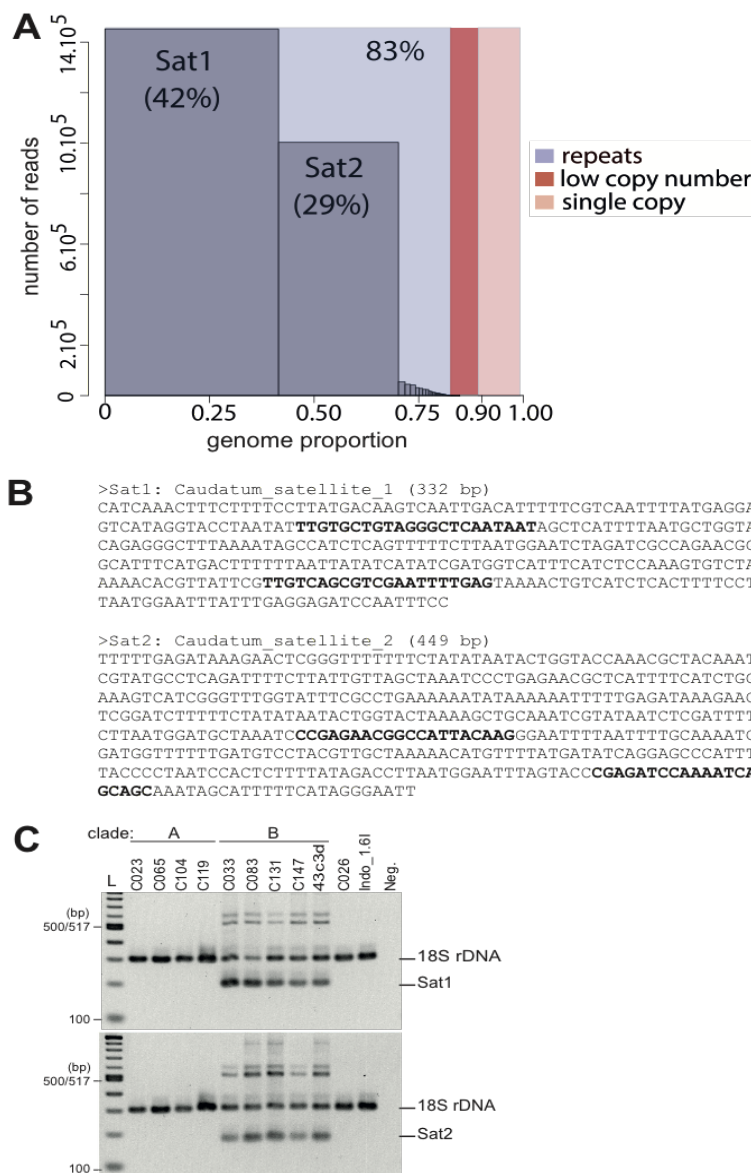 A
Sat1
(42%)
Sat2
(29%)
83%
14.10^5
10.10^5
6.10^5
2.10^5
0
number of reads
0 0.25 0.50 0.75 0.90 1.00
genome proportion
repeats
low copy number
single copy
B
>Sat1: Caudatum_satellite_1 (332 bp)
CATCAAACTTTCTTTTTCCTTATGACAAGTCAATTGACATTTTTCGTCAATTTTATGAGGA
GTCATAGGTACCTAATATTTGTGCTGTAGGGCTCAATAATAGCTCATTTTAATGCTGGTA
CAGAGGGCTTTAAAATAGCCATCTCAGTTTTTCTTAATGGAATCTAGATCGCCAGAACGC
GCATTTCATGACTTTTTTAATTATATCATATCGATGGTCATTTCATCTCCAAAGTGTCTA
AAAACACGTTATTCGTTGTCAGCGTCGAATTTTGAGTAAAACTGTCATCTCACTTTTCCT
TAATGGAATTTATTTGAGGAGATCCAATTTCC
>Sat2: Caudatum_satellite_2 (449 bp)
TTTTTGAGATAAAGAACTCGGGTTTTTTTCTATATAATACTGGTACCAAACGCTACAAAT
CGTATGCCTCAGATTTTCTTATTGTTAGCTAAATCCCTGAGAACGCTCATTTTCATCTGC
AAAGTCATCGGGTTTGGTATTTCGCCTGAAAAAATATAAAAAATTTTTGAGATAAAGAAC
TCGGATCTTTTTCTATATAATACTGGTACTAAAAGCTGCAAATCGTATAATCTCGATTTT
CTTAATGGATGCTAAATCCCGAGAACGGCCATTACAAGGGAATTTTAATTTTGCAAAATC
GATGGTTTTTTGATGTCCTACGTTGCTAAAAACATGTTTTATGATATCAGGAGCCCATTT
TACCCCTAATCCACTCTTTTATAGACCTTAATGGAATTTAGTACCCGAGATCCAAAATCA
GCAGCAAATAGCATTTTTCATAGGGAATT
C
clade: A B
L C023 C065 C104 C119 C033 C083 C131 C147 43c3d C026 Indo_1.6I Neg.
(bp)
500/517
18S rDNA
Sat1
100
(bp)
500/517
18S rDNA
Sat2
100